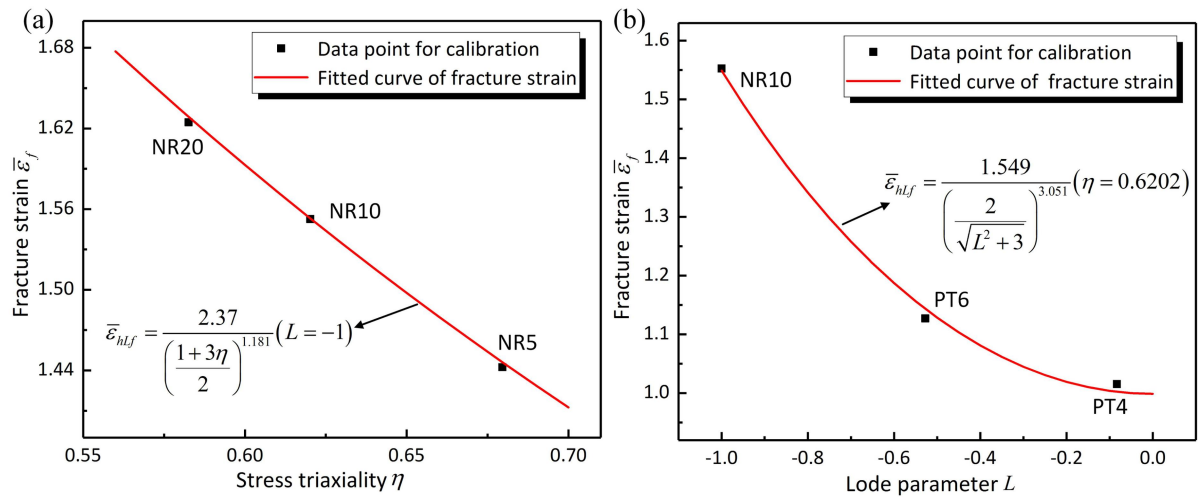 (a)
Data point for calibration
Fitted curve of fracture strain
1.68
1.62
1.56
1.50
1.44
Fracture strain ε̅_f
NR20
NR10
NR5
ε̅_hLf = 2.37 / ((1+3η)/2)^1.181 (L = −1)
0.55
0.60
0.65
0.70
Stress triaxiality η
(b)
Data point for calibration
Fitted curve of fracture strain
1.6
1.5
1.4
1.3
1.2
1.1
1.0
Fracture strain ε̅_f
NR10
PT6
PT4
ε̅_hLf = 1.549 / (2/√(L²+3))^3.051 (η = 0.6202)
-1.0
-0.8
-0.6
-0.4
-0.2
0.0
Lode parameter L